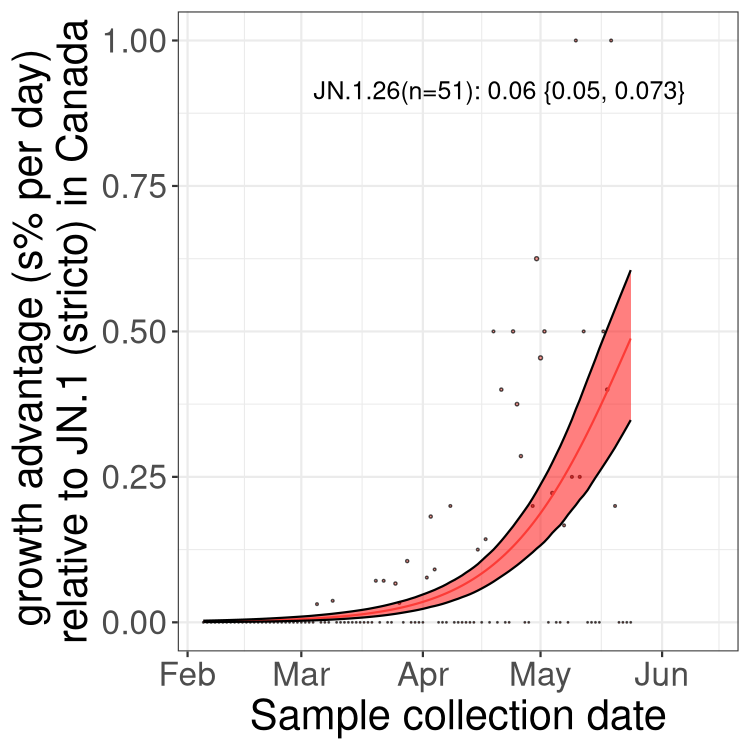 growth advantage (s% per day)
relative to JN.1 (stricto) in Canada
1.00
0.75
0.50
0.25
0.00
JN.1.26(n=51): 0.06 {0.05, 0.073}
Feb Mar Apr May Jun
Sample collection date